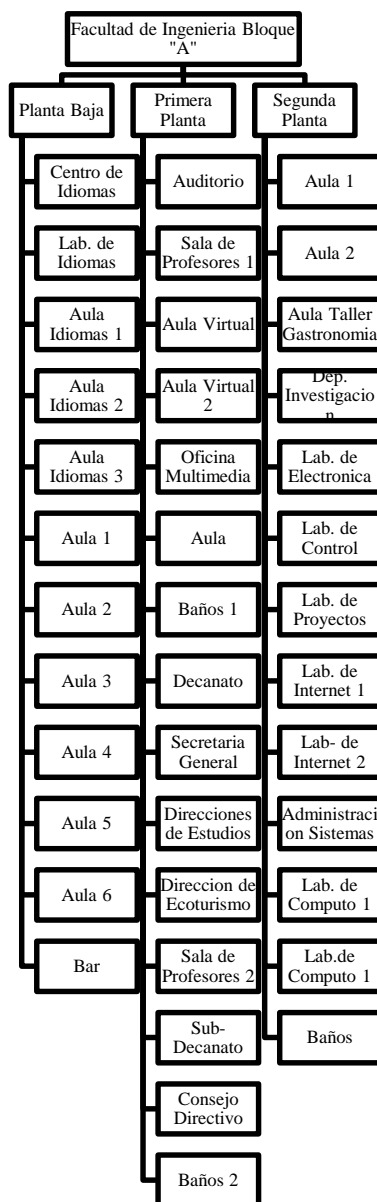 Facultad de Ingenieria Bloque
"A"
Planta Baja
Centro de
Idiomas
Lab. de
Idiomas
Aula
Idiomas 1
Aula
Idiomas 2
Aula
Idiomas 3
Aula 1
Aula 2
Aula 3
Aula 4
Aula 5
Aula 6
Bar
Primera
Planta
Auditorio
Sala de
Profesores 1
Aula Virtual
Aula Virtual
2
Oficina
Multimedia
Aula
Baños 1
Decanato
Secretaria
General
Direcciones
de Estudios
Direccion de
Ecoturismo
Sala de
Profesores 2
Sub-
Decanato
Consejo
Directivo
Baños 2
Segunda
Planta
Aula 1
Aula 2
Aula Taller
Gastronomia
Dep.
Investigacio
n
Lab. de
Electronica
Lab. de
Control
Lab. de
Proyectos
Lab. de
Internet 1
Lab- de
Internet 2
Administraci
on Sistemas
Lab. de
Computo 1
Lab.de
Computo 1
Baños